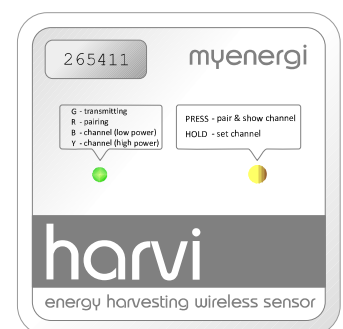 265411
myenergi
G - transmitting
R - pairing
B - channel (low power)
Y - channel (high power)
PRESS - pair & show channel
HOLD - set channel
harvi
energy harvesting wireless sensor